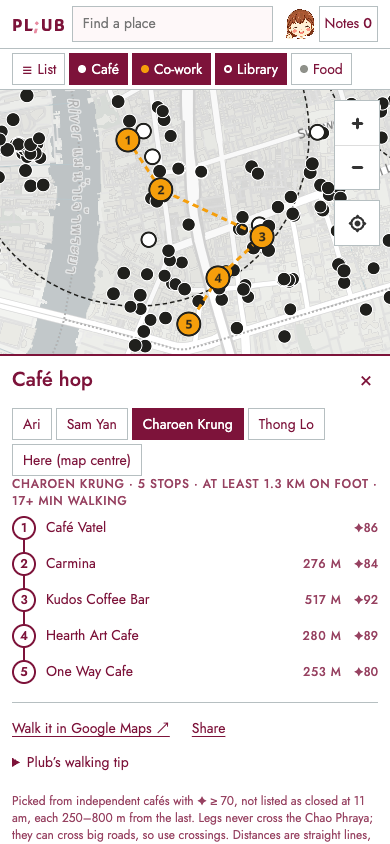 PL;UB
Find a place
Notes 0
≡ List
Café
Co-work
Library
Food
1
2
3
4
5
+
−
Café hop
×
Ari
Sam Yan
Charoen Krung
Thong Lo
Here (map centre)
CHAROEN KRUNG · 5 STOPS · AT LEAST 1.3 KM ON FOOT ·
17+ MIN WALKING
1 Café Vatel ✦86
2 Carmina 276 M ✦84
3 Kudos Coffee Bar 517 M ✦92
4 Hearth Art Cafe 280 M ✦89
5 One Way Cafe 253 M ✦80
Walk it in Google Maps ↗ Share
▶ Plub's walking tip
Picked from independent cafés with ✦ ≥ 70, not listed as closed at 11
am, each 250–800 m from the last. Legs never cross the Chao Phraya;
they can cross big roads, so use crossings. Distances are straight lines,